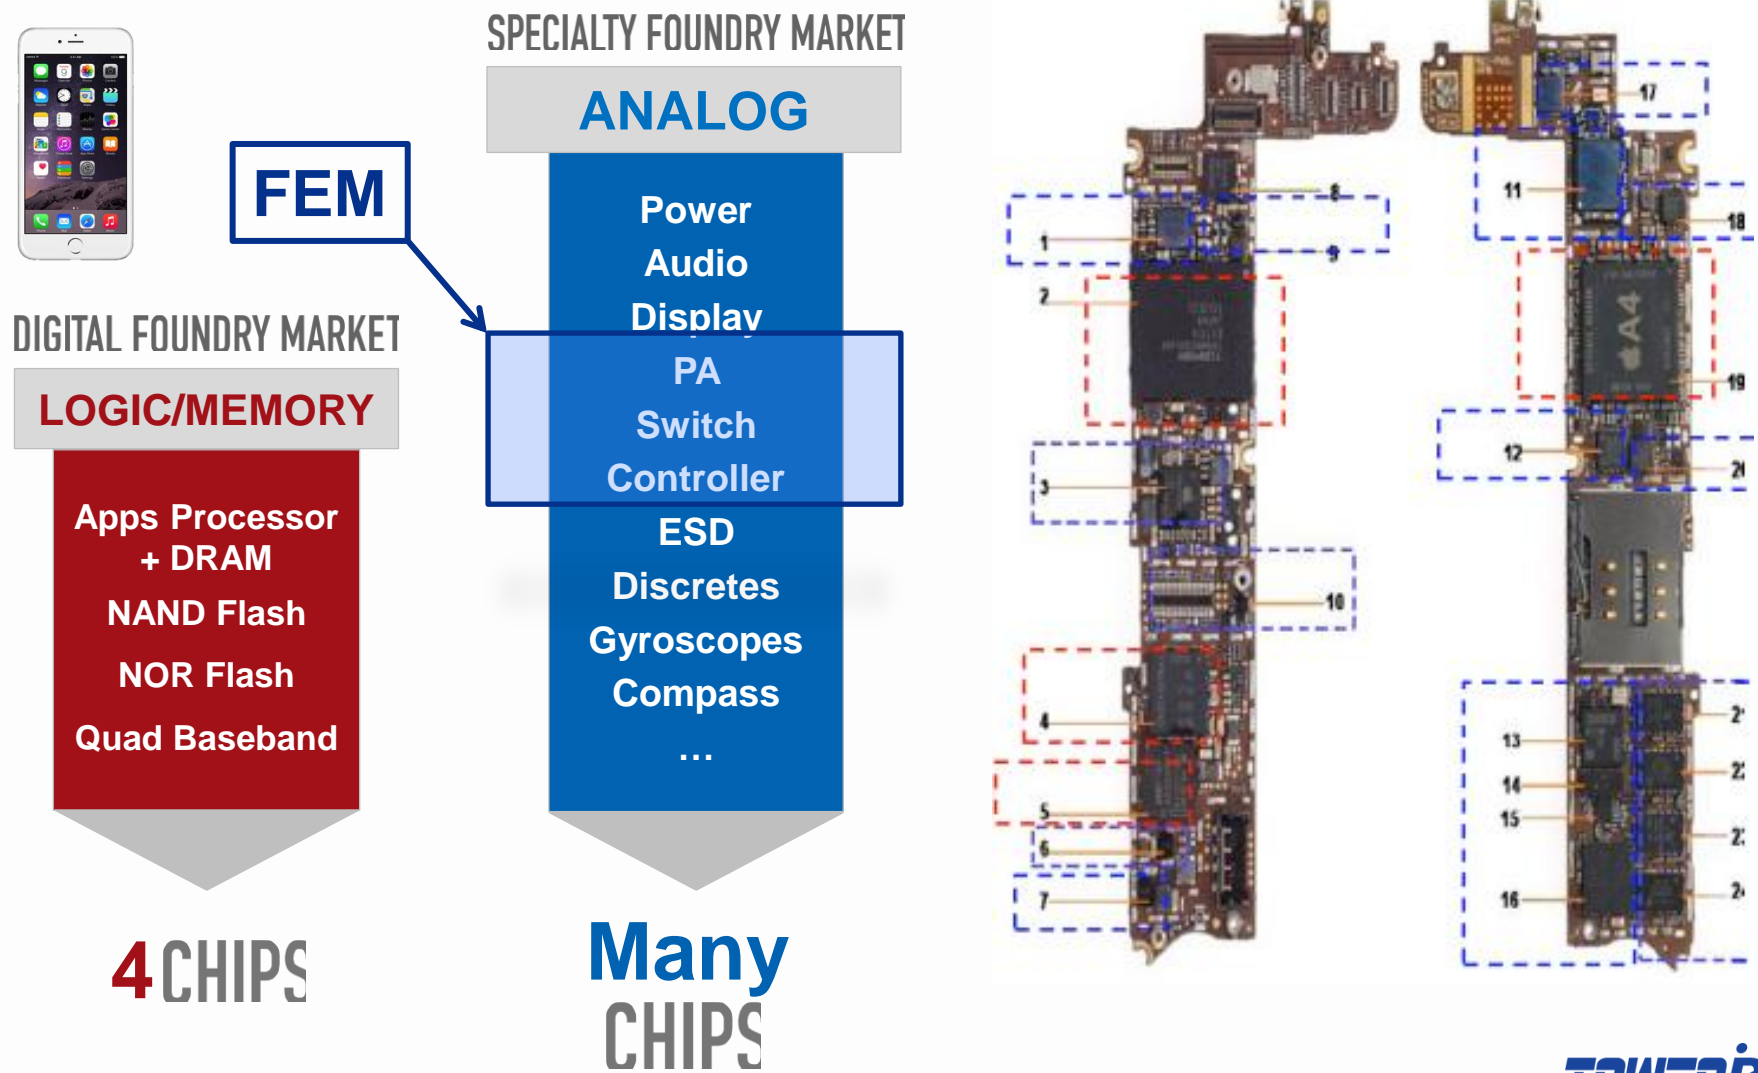 SPECIALTY FOUNDRY MARKET
ANALOG
FEM
Power
Audio
Display
PA
Switch
Controller
ESD
Discretes
Gyroscopes
Compass
...
Many
CHIPS
DIGITAL FOUNDRY MARKET
LOGIC/MEMORY
Apps Processor
+ DRAM
NAND Flash
NOR Flash
Quad Baseband
4 CHIPS
1
2
3
4
5
6
7
8
9
10
A4
11
12
13
14
15
16
17
18
19